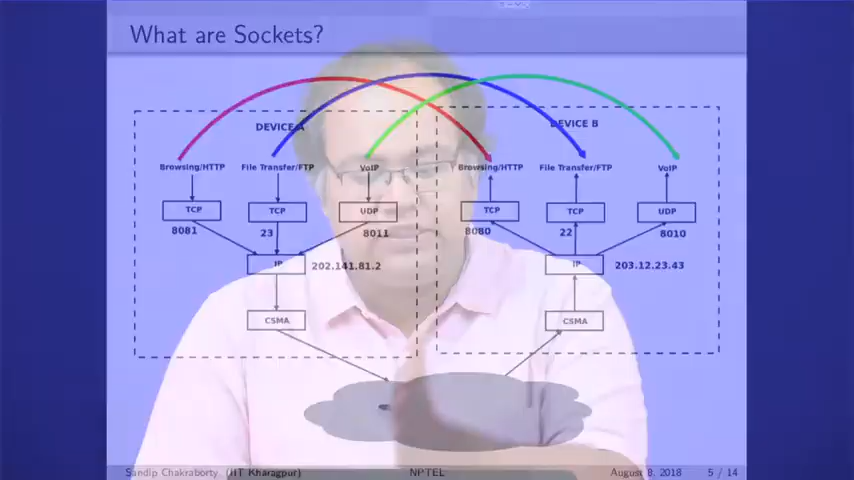 What are Sockets?
DEVICE A
DEVICE B
Browsing/HTTP File Transfer/FTP VoIP Browsing/HTTP File Transfer/FTP VoIP
TCP TCP UDP TCP TCP UDP
8081 23 8011 8080 22 8010
IP 202.141.81.2 IP 203.12.23.43
CSMA CSMA
Sandip Chakraborty. (IIT Kharagpur) NPTEL August 8, 2018 5 / 14